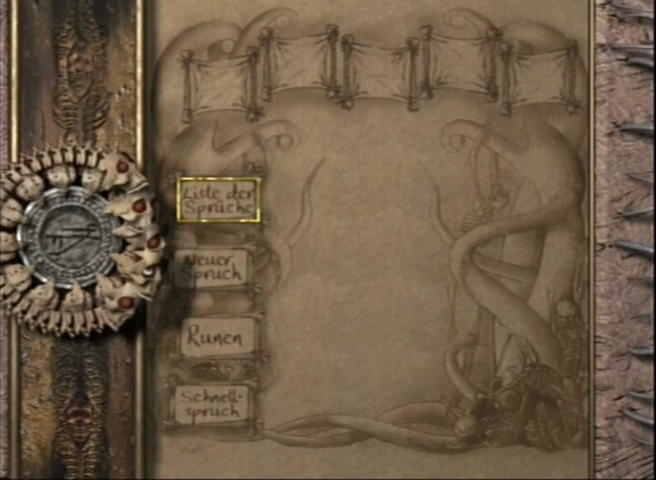 Liste der
Sprüche
Neuer
Spruch
Runen
Schnell-
spruch